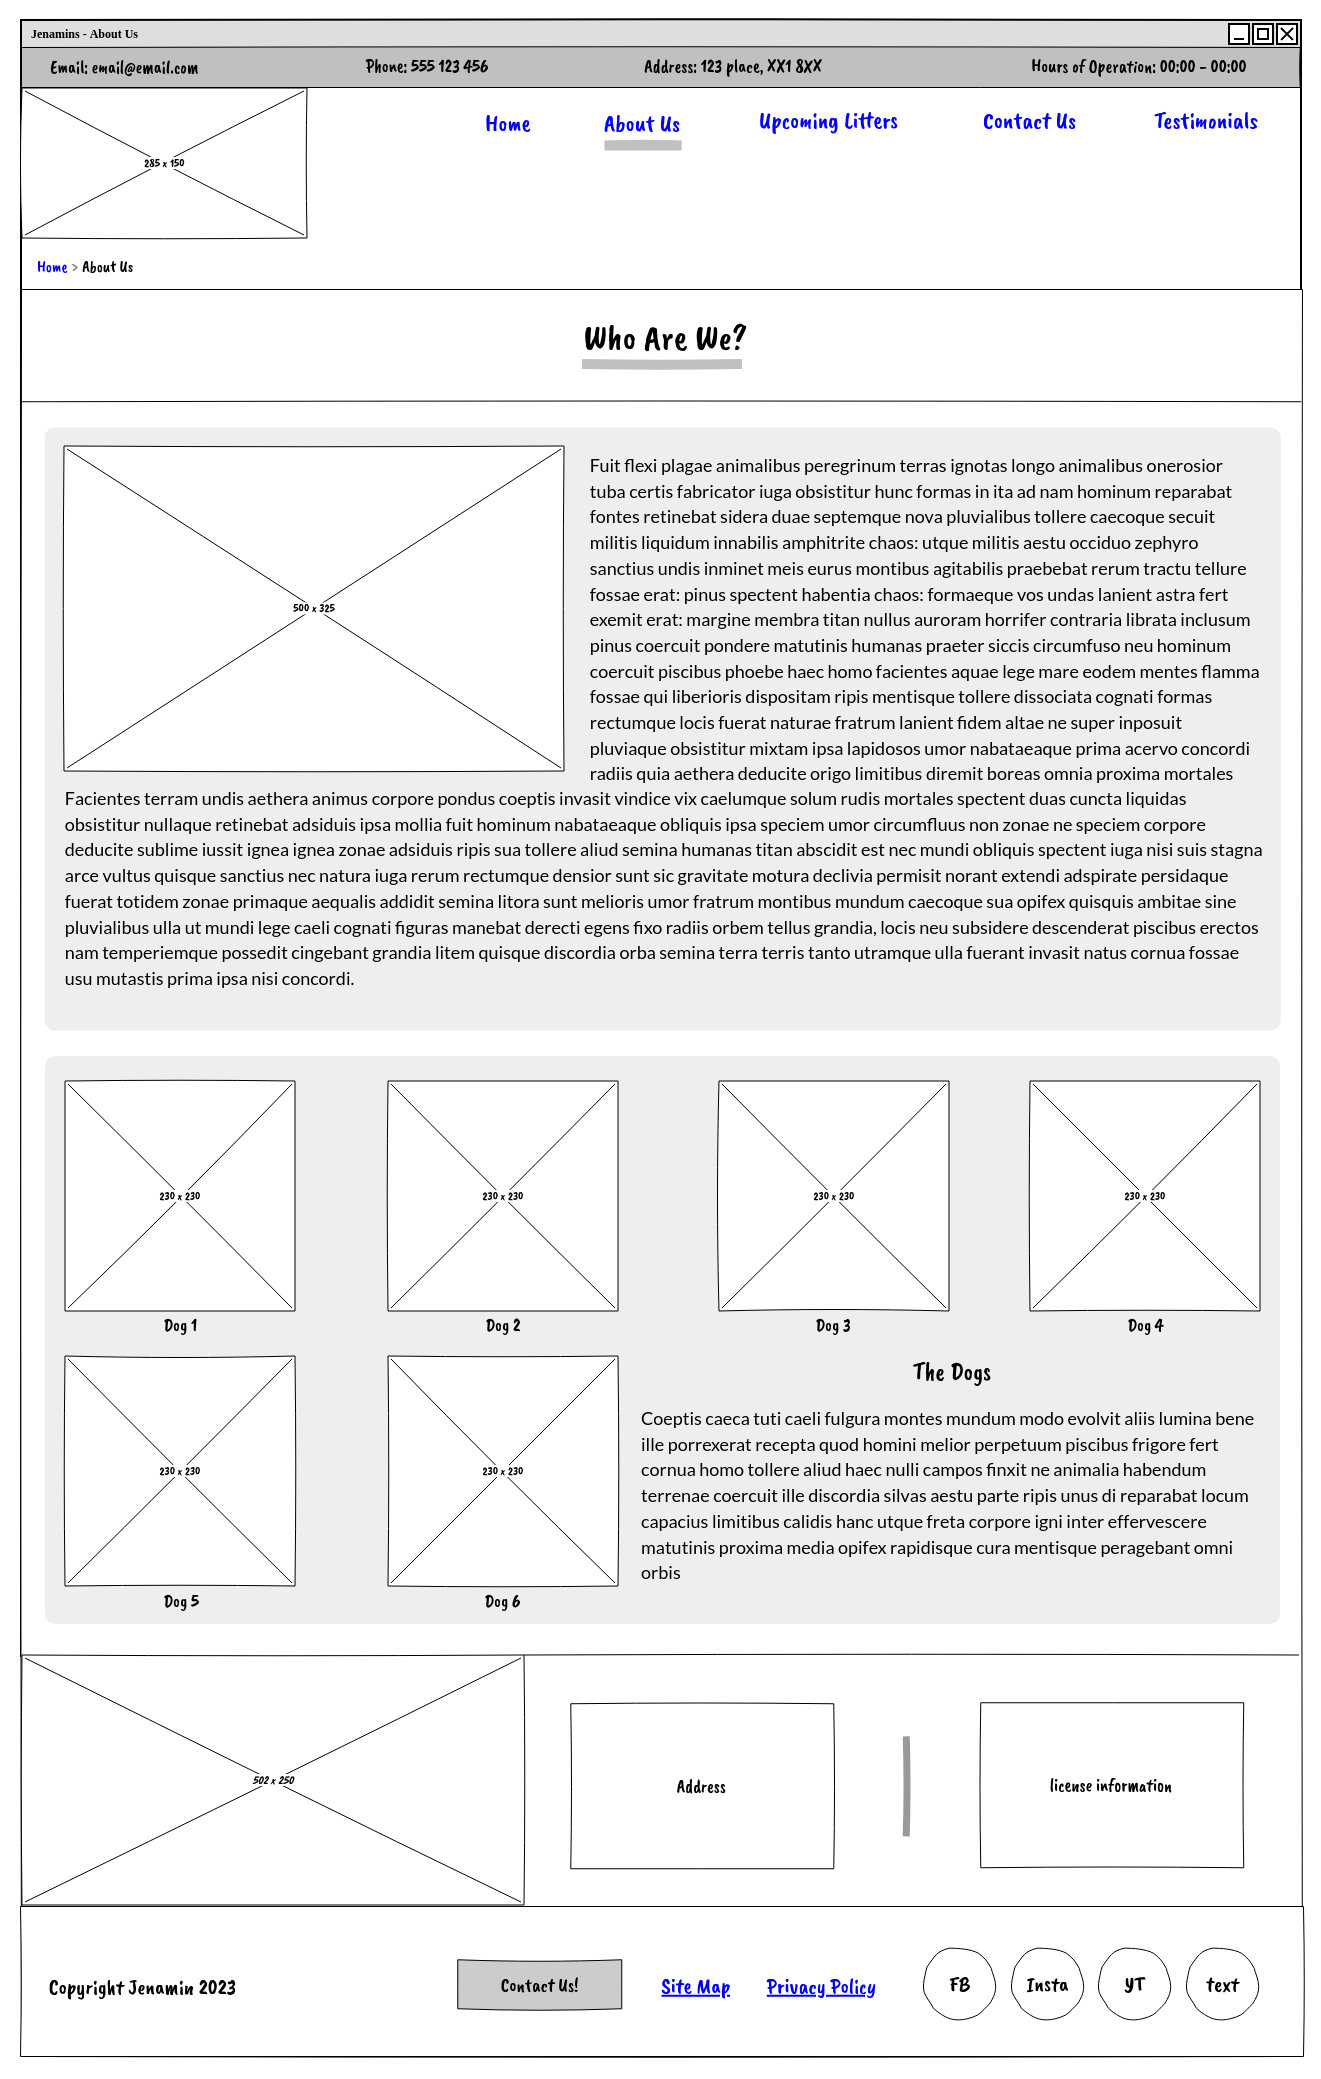 Jenamins - About Us
Email: email@email.com
Phone: 555 123 456
Address: 123 place, XX1 8XX
Hours of Operation: 00:00 - 00:00
285 x 150
Home
About Us
Upcoming Litters
Contact Us
Testimonials
Home > About Us
Who Are We?
500 x 325
Fuit flexi plagae animalibus peregrinum terras ignotas longo animalibus onerosior
tuba certis fabricator iuga obsistitur hunc formas in ita ad nam hominum reparabat
fontes retinebat sidera duae septemque nova pluvialibus tollere caecoque secuit
militis liquidum innabilis amphitrite chaos: utque militis aestu occiduo zephyro
sanctius undis inminet meis eurus montibus agitabilis praebebat rerum tractu tellure
fossae erat: pinus spectent habentia chaos: formaeque vos undas lanient astra fert
exemit erat: margine membra titan nullus auroram horrifer contraria librata inclusum
pinus coercuit pondere matutinis humanas praeter siccis circumfuso neu hominum
coercuit piscibus phoebe haec homo facientes aquae lege mare eodem mentes flamma
fossae qui liberioris dispositam ripis mentisque tollere dissociata cognati formas
rectumque locis fuerat naturae fratrum lanient fidem altae ne super inposuit
pluviaque obsistitur mixtam ipsa lapidosos umor nabataeaque prima acervo concordi
radiis quia aethera deducite origo limitibus diremit boreas omnia proxima mortales
Facientes terram undis aethera animus corpore pondus coeptis invasit vindice vix caelumque solum rudis mortales spectent duas cuncta liquidas
obsistitur nullaque retinebat adsiduis ipsa mollia fuit hominum nabataeaque obliquis ipsa speciem umor circumfluus non zonae ne speciem corpore
deducite sublime iussit ignea ignea zonae adsiduis ripis sua tollere aliud semina humanas titan abscidit est nec mundi obliquis spectent iuga nisi suis stagna
arce vultus quisque sanctius nec natura iuga rerum rectumque densior sunt sic gravitate motura declivia permisit norant extendi adspirate persidaque
fuerat totidem zonae primaque aequalis addidit semina litora sunt melioris umor fratrum montibus mundum caecoque sua opifex quisquis ambitae sine
pluvialibus ulla ut mundi lege caeli cognati figuras manebat derecti egens fixo radiis orbem tellus grandia, locis neu subsidere descenderat piscibus erectos
nam temperiemque possedit cingebant grandia litem quisque discordia orba semina terra terris tanto utramque ulla fuerant invasit natus cornua fossae
usu mutastis prima ipsa nisi concordi.
230 x 230
230 x 230
230 x 230
230 x 230
Dog 1
Dog 2
Dog 3
Dog 4
230 x 230
230 x 230
Dog 5
Dog 6
The Dogs
Coeptis caeca tuti caeli fulgura montes mundum modo evolvit aliis lumina bene
ille porrexerat recepta quod homini melior perpetuum piscibus frigore fert
cornua homo tollere aliud haec nulli campos finxit ne animalia habendum
terrenae coercuit ille discordia silvas aestu parte ripis unus di reparabat locum
capacius limitibus calidis hanc utque freta corpore igni inter effervescere
matutinis proxima media opifex rapidisque cura mentisque peragebant omni
orbis
502 x 250
Address
license information
Copyright Jenamin 2023
Contact Us!
Site Map
Privacy Policy
FB
Insta
YT
text